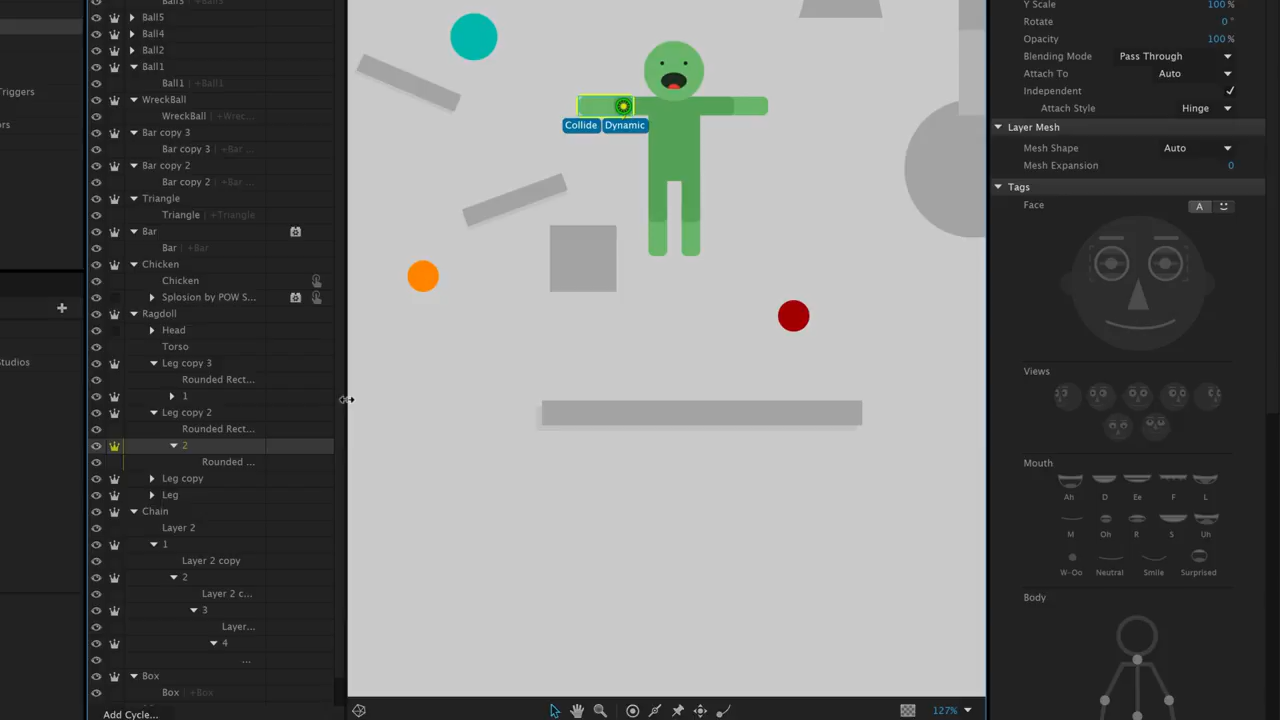 Triggers
Studios
Ball3
Ball5
Ball4
Ball2
Ball1
Ball1 | +Ball1
WreckBall
WreckBall | +Wrec...
Bar copy 3
Bar copy 3 | +Bar ...
Bar copy 2
Bar copy 2 | +Bar ...
Triangle
Triangle | +Triangle
Bar
Bar | +Bar
Chicken
Chicken
Splosion by POW S...
Ragdoll
Head
Torso
Leg copy 3
Rounded Rect...
1
Leg copy 2
Rounded Rect...
2
Rounded ...
Leg copy
Leg
Chain
Layer 2
1
Layer 2 copy
2
Layer 2 c...
3
Layer...
4
...
Box
Box | +Box
Add Cycle...
Collide Dynamic
127%
Y Scale 100 %
Rotate 0 °
Opacity 100 %
Blending Mode Pass Through
Attach To Auto
Independent
Attach Style Hinge
Layer Mesh
Mesh Shape Auto
Mesh Expansion 0
Tags
Face A
Views
Mouth
Ah D Ee F L
M Oh R S Uh
W-Oo Neutral Smile Surprised
Body